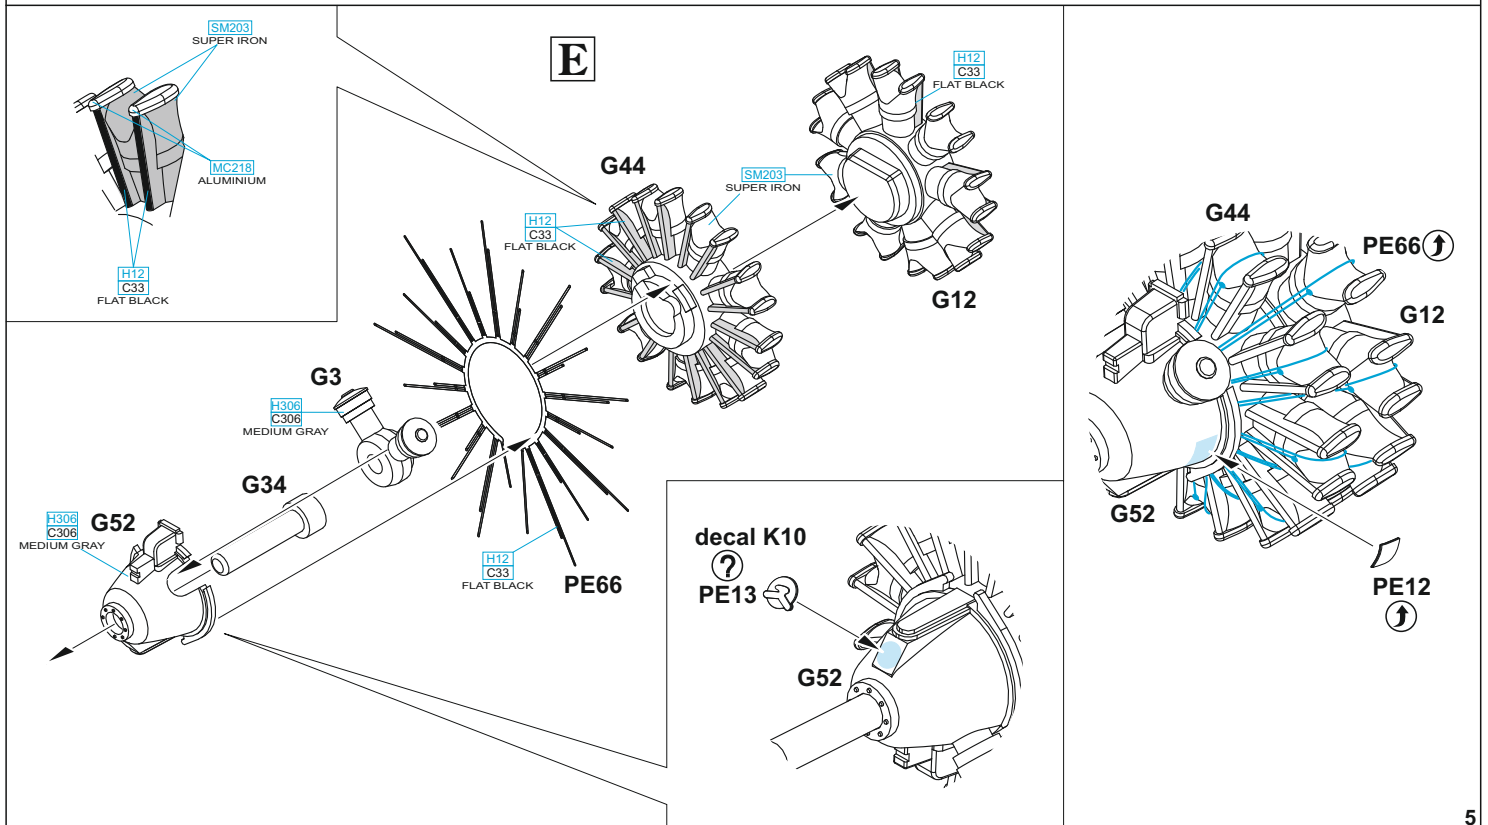 SM203
SUPER IRON
MC218
ALUMINIUM
H12
C33
FLAT BLACK
E
H12
C33
FLAT BLACK
G44
SM203
SUPER IRON
H12
C33
FLAT BLACK
G12
G3
H306
C306
MEDIUM GRAY
G34
H306
C306
MEDIUM GRAY
G52
H12
C33
FLAT BLACK
PE66
decal K10
?
PE13
G52
G44
PE66
G12
G52
PE12
5